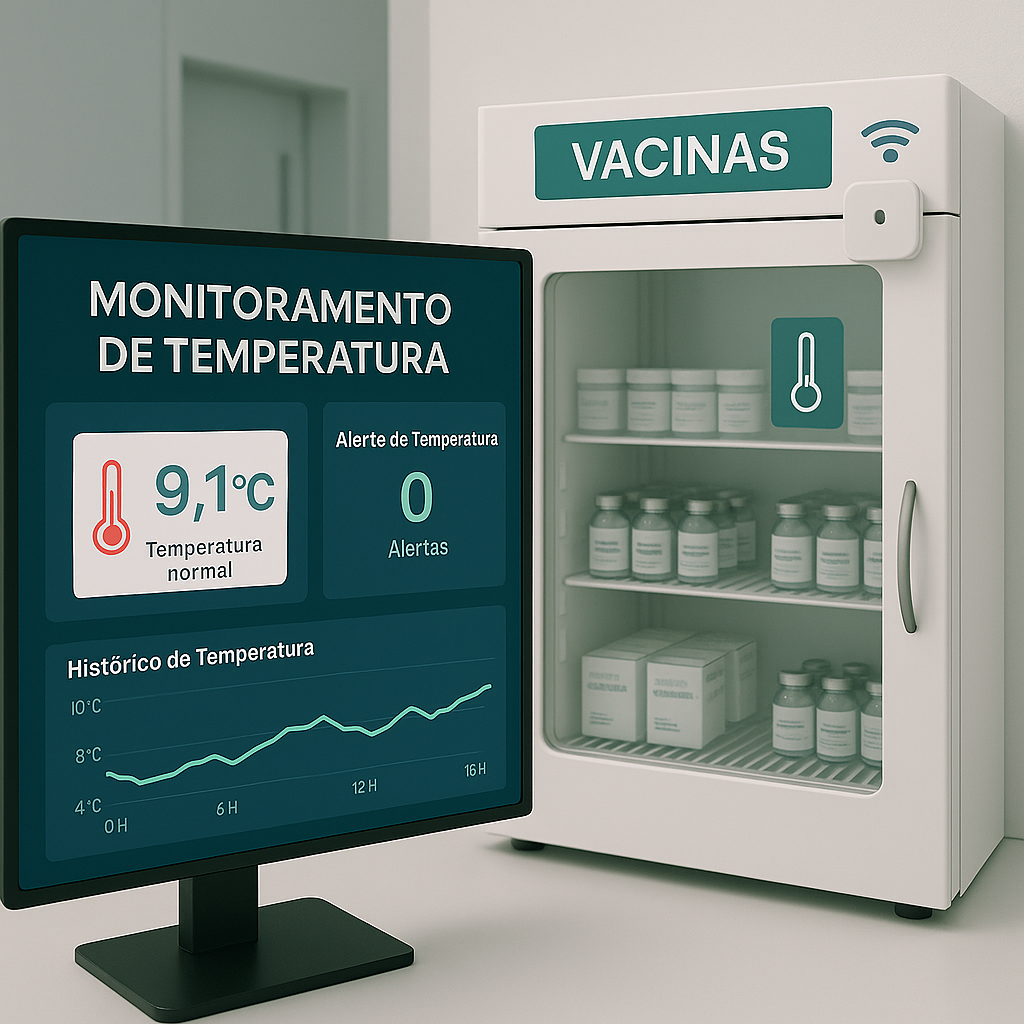 VACINAS
MONITORAMENTO
DE TEMPERATURA
9,1°C
Temperatura
normal
Alerte de Temperatura
0
Alertas
Histőrico de Temperatura
10°C
8°C
4°C
0 H
6 H
12 H
16 H